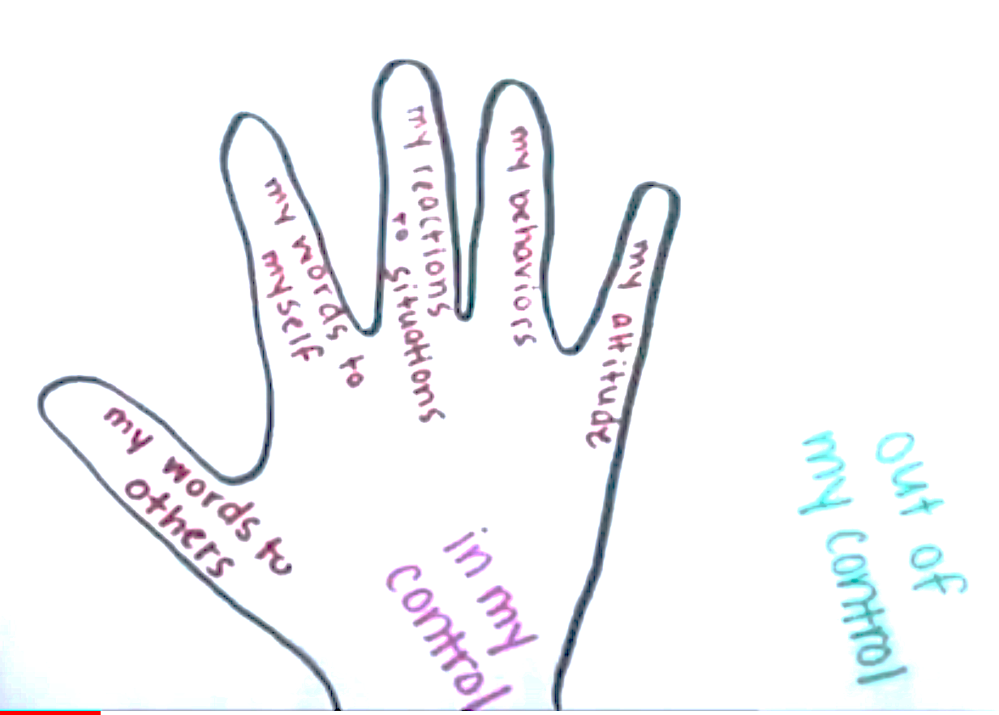 my words to
others
my words to
myself
my reactions
to situations
my behaviors
my attitude
in my
control
out of
my control